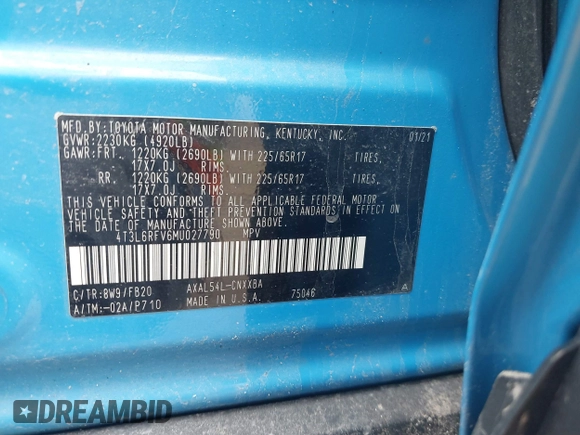 MFD.BY:TOYOTA MOTOR MANUFACTURING, KENTUCKY, INC. 01/21
GVWR:2230KG (4920LB)
GAWR:FRT. 1220KG (2690LB) WITH 225/65R17 TIRES,
17X7.0J RIMS
RR. 1220KG (2690LB) WITH 225/65R17 TIRES,
17X7.0J RIMS
THIS VEHICLE CONFORMS TO ALL APPLICABLE FEDERAL MOTOR
VEHICLE SAFETY AND THEFT PREVENTION STANDARDS IN EFFECT ON
THE DATE OF MANUFACTURE SHOWN ABOVE.
4T3L6RFV6MU027790 MPV
C/TR:8W9/FB20 AXAL54L-CNXXBA
A/TM:-02A/P710 MADE IN U.S.A. 75046
DREAMBID